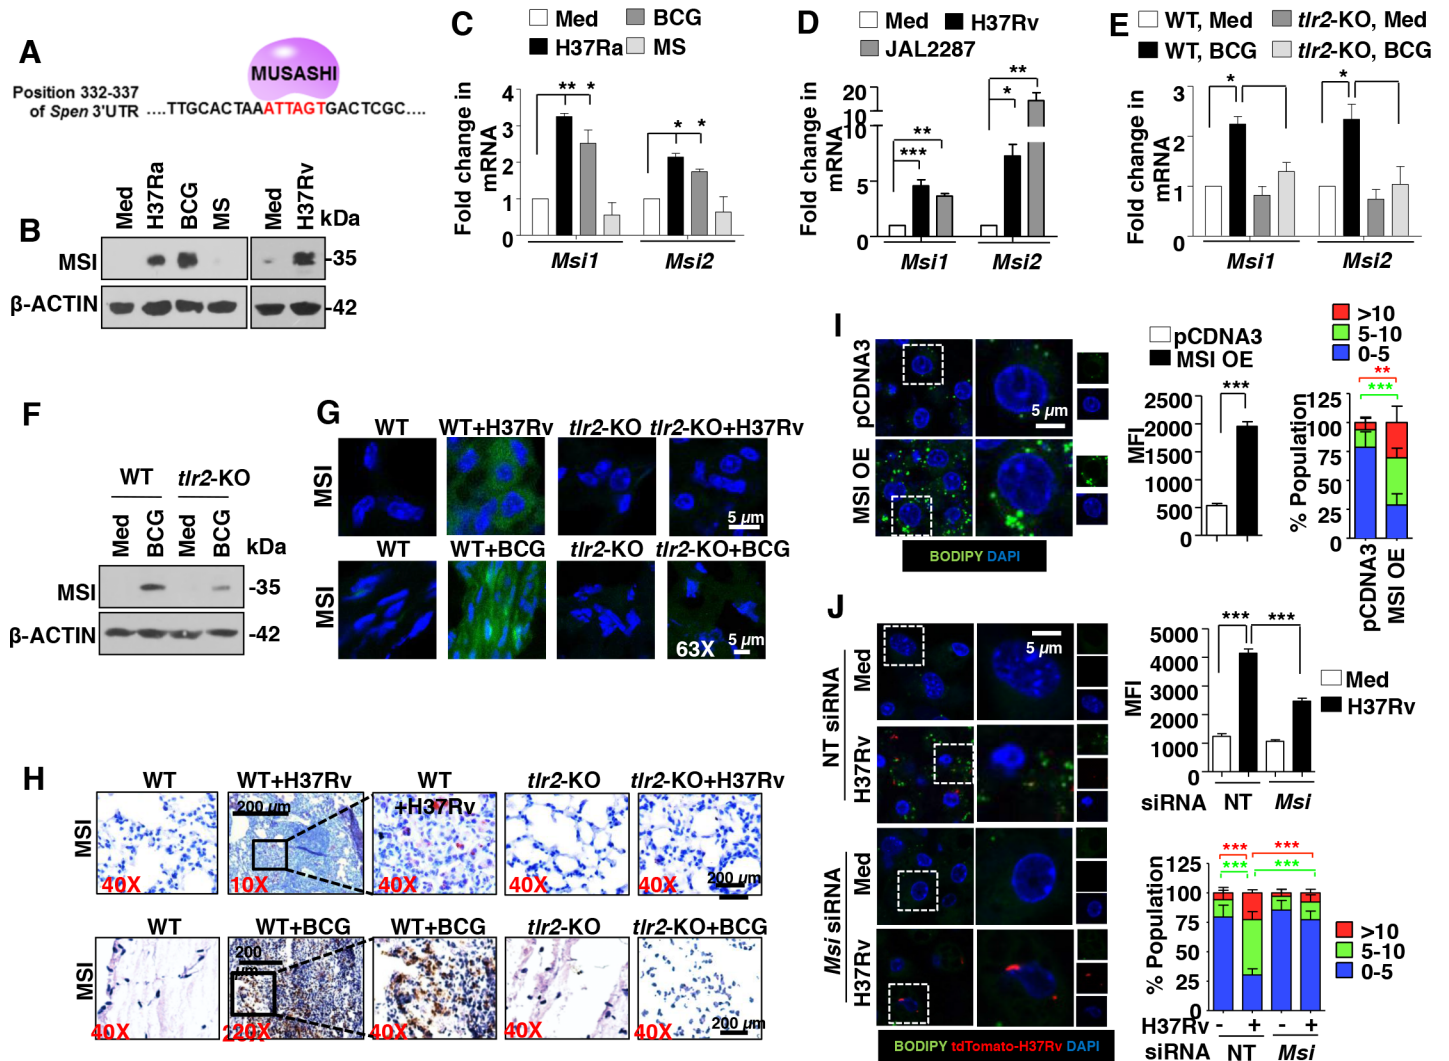 A
MUSASHI
Position 332-337
of Spen 3'UTR ....TTGCACTAAATTAGTGACTCGC....
B
Med
H37Ra
BCG
MS
Med
H37Rv
kDa
MSI
-35
β-ACTIN
-42
C
Med
BCG
H37Ra
MS
Fold change in
mRNA
4
3
2
1
0
** *
* *
Msi1
Msi2
D
Med
H37Rv
JAL2287
Fold change in
mRNA
20
10
5
0
***
**
*
**
Msi1
Msi2
E
WT, Med
tlr2-KO, Med
WT, BCG
tlr2-KO, BCG
Fold change in
mRNA
3
2
1
0
*
*
Msi1
Msi2
F
WT
tlr2-KO
Med
BCG
Med
BCG
kDa
MSI
-35
β-ACTIN
-42
G
WT
WT+H37Rv
tlr2-KO
tlr2-KO+H37Rv
MSI
5 µm
WT
WT+BCG
tlr2-KO
tlr2-KO+BCG
MSI
63X
5 µm
H
WT
WT+H37Rv
WT
+H37Rv
tlr2-KO
tlr2-KO+H37Rv
MSI
200 µm
40X
10X
40X
40X
40X
200 µm
WT
WT+BCG
WT+BCG
tlr2-KO
tlr2-KO+BCG
MSI
200
µm
40X
40X
40X
40X
200 µm
I
pCDNA3
MSI OE
5 µm
BODIPY DAPI
pCDNA3
MSI OE
MFI
2500
2000
1500
1000
500
0
***
>10
5-10
0-5
**
***
% Population
125
100
75
50
25
0
pCDNA3
MSI OE
J
NT siRNA
Med
H37Rv
Msi siRNA
Med
H37Rv
5 µm
BODIPY tdTomato-H37Rv DAPI
MFI
5000
4000
3000
2000
1000
0
*** ***
Med
H37Rv
siRNA NT Msi
% Population
125
100
75
50
25
0
*** ***
*** ***
>10
5-10
0-5
H37Rv - + - +
siRNA NT Msi